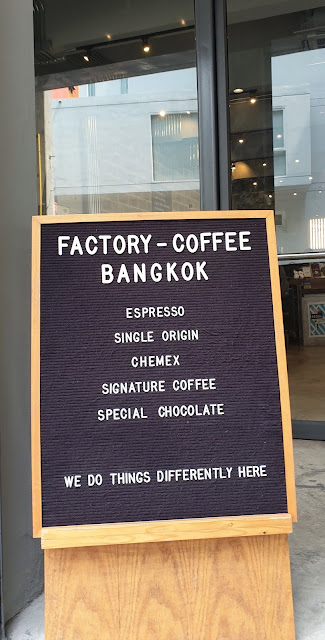 FACTORY-COFFEE
BANGKOK
ESPRESSO
SINGLE ORIGIN
CHEMEX
SIGNATURE COFFEE
SPECIAL CHOCOLATE
WE DO THINGS DIFFERENTLY HERE